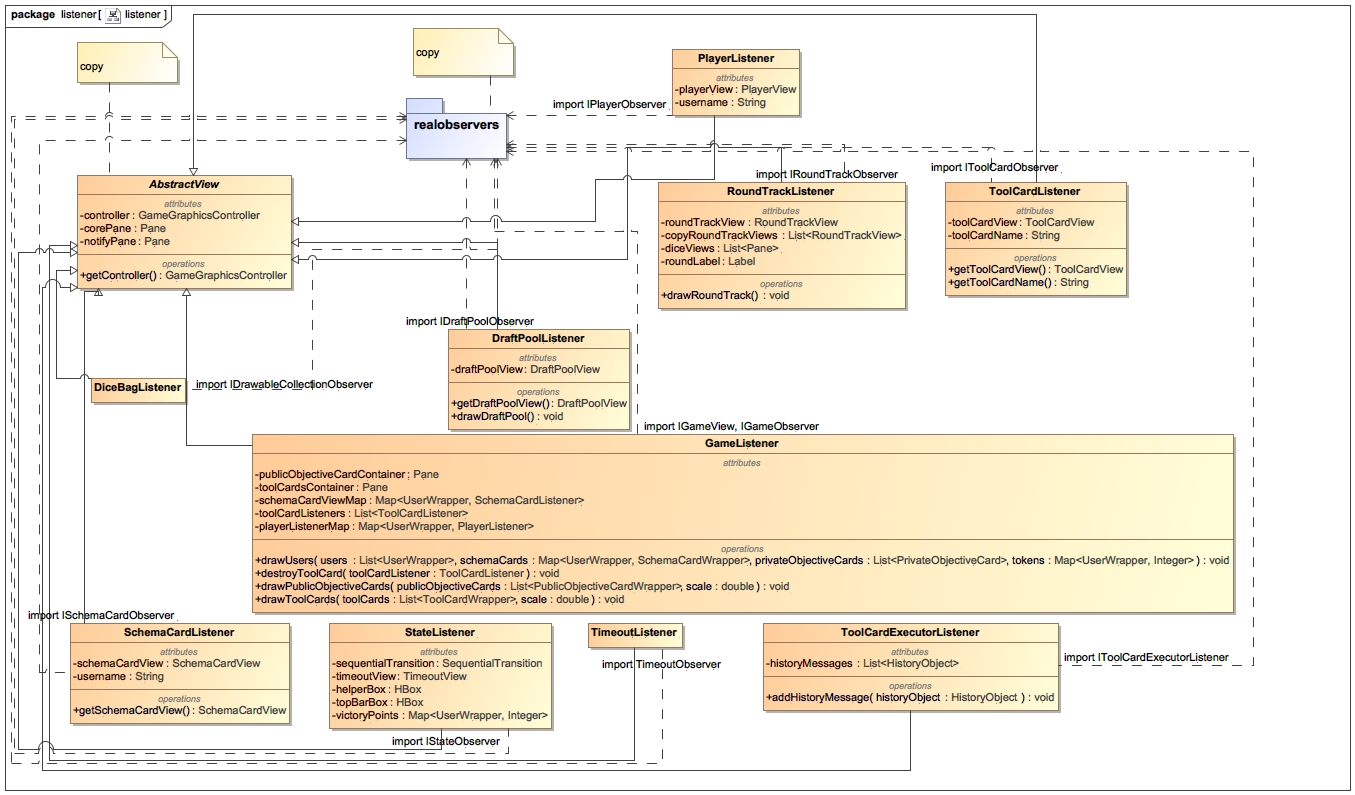 package listener[ listener ]
copy
copy
realobservers
import IPlayerObserver
PlayerListener
attributes
-playerView : PlayerView
-username : String
AbstractView
attributes
-controller : GameGraphicsController
-corePane : Pane
-notifyPane : Pane
operations
+getController() : GameGraphicsController
import IRoundTrackObserver
RoundTrackListener
attributes
-roundTrackView : RoundTrackView
-copyRoundTrackViews : List<RoundTrackView>
-diceViews : List<Pane>
-roundLabel : Label
operations
+drawRoundTrack() : void
import IToolCardObserver
ToolCardListener
attributes
-toolCardView : ToolCardView
-toolCardName : String
operations
+getToolCardView() : ToolCardView
+getToolCardName() : String
import IDraftPoolObserver
DraftPoolListener
attributes
-draftPoolView : DraftPoolView
operations
+getDraftPoolView() : DraftPoolView
+drawDraftPool() : void
DiceBagListener
import IDrawableCollectionObserver
import IGameView, IGameObserver
GameListener
attributes
-publicObjectiveCardContainer : Pane
-toolCardsContainer : Pane
-schemaCardViewMap : Map<UserWrapper, SchemaCardListener>
-toolCardListeners : List<ToolCardListener>
-playerListenerMap : Map<UserWrapper, PlayerListener>
operations
+drawUsers( users : List<UserWrapper>, schemaCards : Map<UserWrapper, SchemaCardWrapper>, privateObjectiveCards : List<PrivateObjectiveCard>, tokens : Map<UserWrapper, Integer> ) : void
+destroyToolCard( toolCardListener : ToolCardListener ) : void
+drawPublicObjectiveCards( publicObjectiveCards : List<PublicObjectiveCardWrapper>, scale : double ) : void
+drawToolCards( toolCards : List<ToolCardWrapper>, scale : double ) : void
import ISchemaCardObserver
SchemaCardListener
attributes
-schemaCardView : SchemaCardView
-username : String
operations
+getSchemaCardView() : SchemaCardView
StateListener
attributes
-sequentialTransition : SequentialTransition
-timeoutView : TimeoutView
-helperBox : HBox
-topBarBox : HBox
-victoryPoints : Map<UserWrapper, Integer>
import IStateObserver
TimeoutListener
import TimeoutObserver
ToolCardExecutorListener
attributes
-historyMessages : List<HistoryObject>
operations
+addHistoryMessage( historyObject : HistoryObject ) : void
import IToolCardExecutorListener